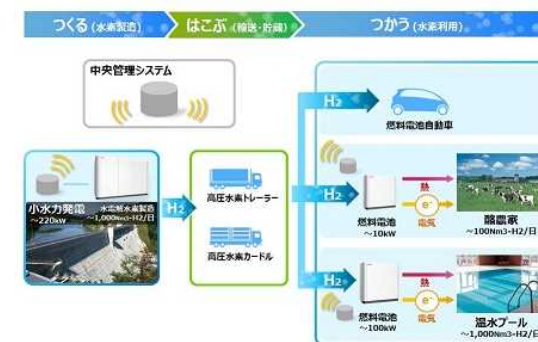 つくる (水素製造)
はこぶ (輸送・貯蔵)
つかう (水素利用)
中央管理システム
小水力発電
～220kW
水電解水素製造
～1,000Nm3-H2/日
H2
高圧水素トレーラー
高圧水素カードル
H2
燃料電池自動車
H2
燃料電池
～10kW
熱
e-
電気
酪農家
～100Nm3-H2/日
H2
燃料電池
～100kW
熱
e-
電気
温水プール
～1,000Nm3-H2/日